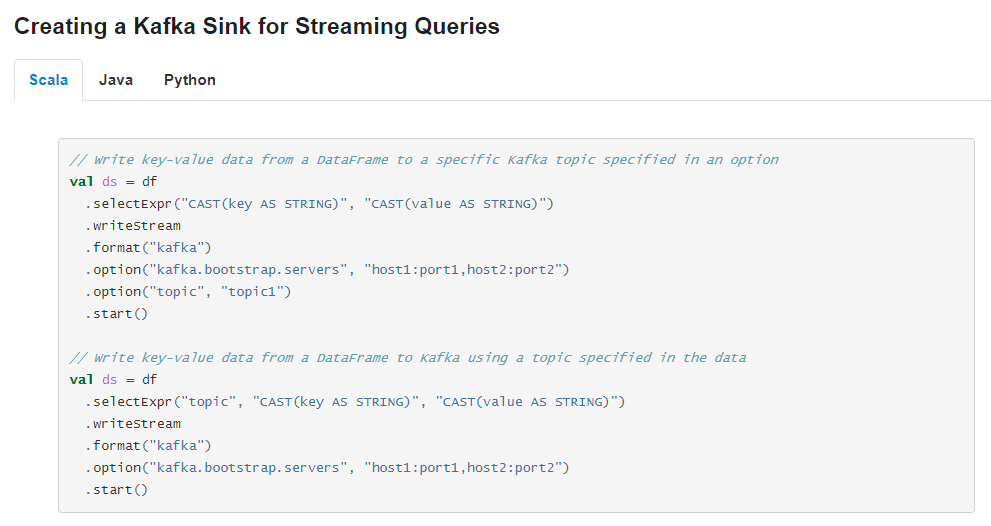 Creating a Kafka Sink for Streaming Queries
Scala Java Python
// Write key-value data from a DataFrame to a specific Kafka topic specified in an option
val ds = df
  .selectExpr("CAST(key AS STRING)", "CAST(value AS STRING)")
  .writeStream
  .format("kafka")
  .option("kafka.bootstrap.servers", "host1:port1,host2:port2")
  .option("topic", "topic1")
  .start()

// Write key-value data from a DataFrame to Kafka using a topic specified in the data
val ds = df
  .selectExpr("topic", "CAST(key AS STRING)", "CAST(value AS STRING)")
  .writeStream
  .format("kafka")
  .option("kafka.bootstrap.servers", "host1:port1,host2:port2")
  .start()